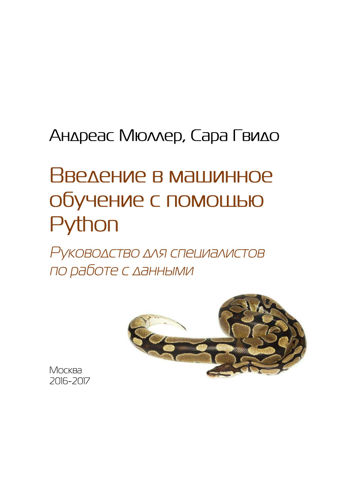 Андреас Мюллер, Сара Гвидо
Введение в машинное
обучение с помощью
Python
Руководство для специалистов
по работе с данными
Москва
2016-2017